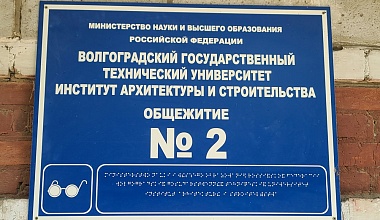 МИНИСТЕРСТВО НАУКИ И ВЫСШЕГО ОБРАЗОВАНИЯ
РОССИЙСКОЙ ФЕДЕРАЦИИ
ВОЛГОГРАДСКИЙ ГОСУДАРСТВЕННЫЙ
ТЕХНИЧЕСКИЙ УНИВЕРСИТЕТ
ИНСТИТУТ АРХИТЕКТУРЫ И СТРОИТЕЛЬСТВА
ОБЩЕЖИТИЕ
№ 2